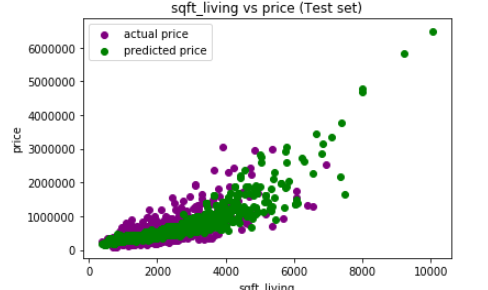 sqft_living vs price (Test set)
actual price
predicted price
6000000
5000000
4000000
3000000
2000000
1000000
0
price
0 2000 4000 6000 8000 10000
sqft_living